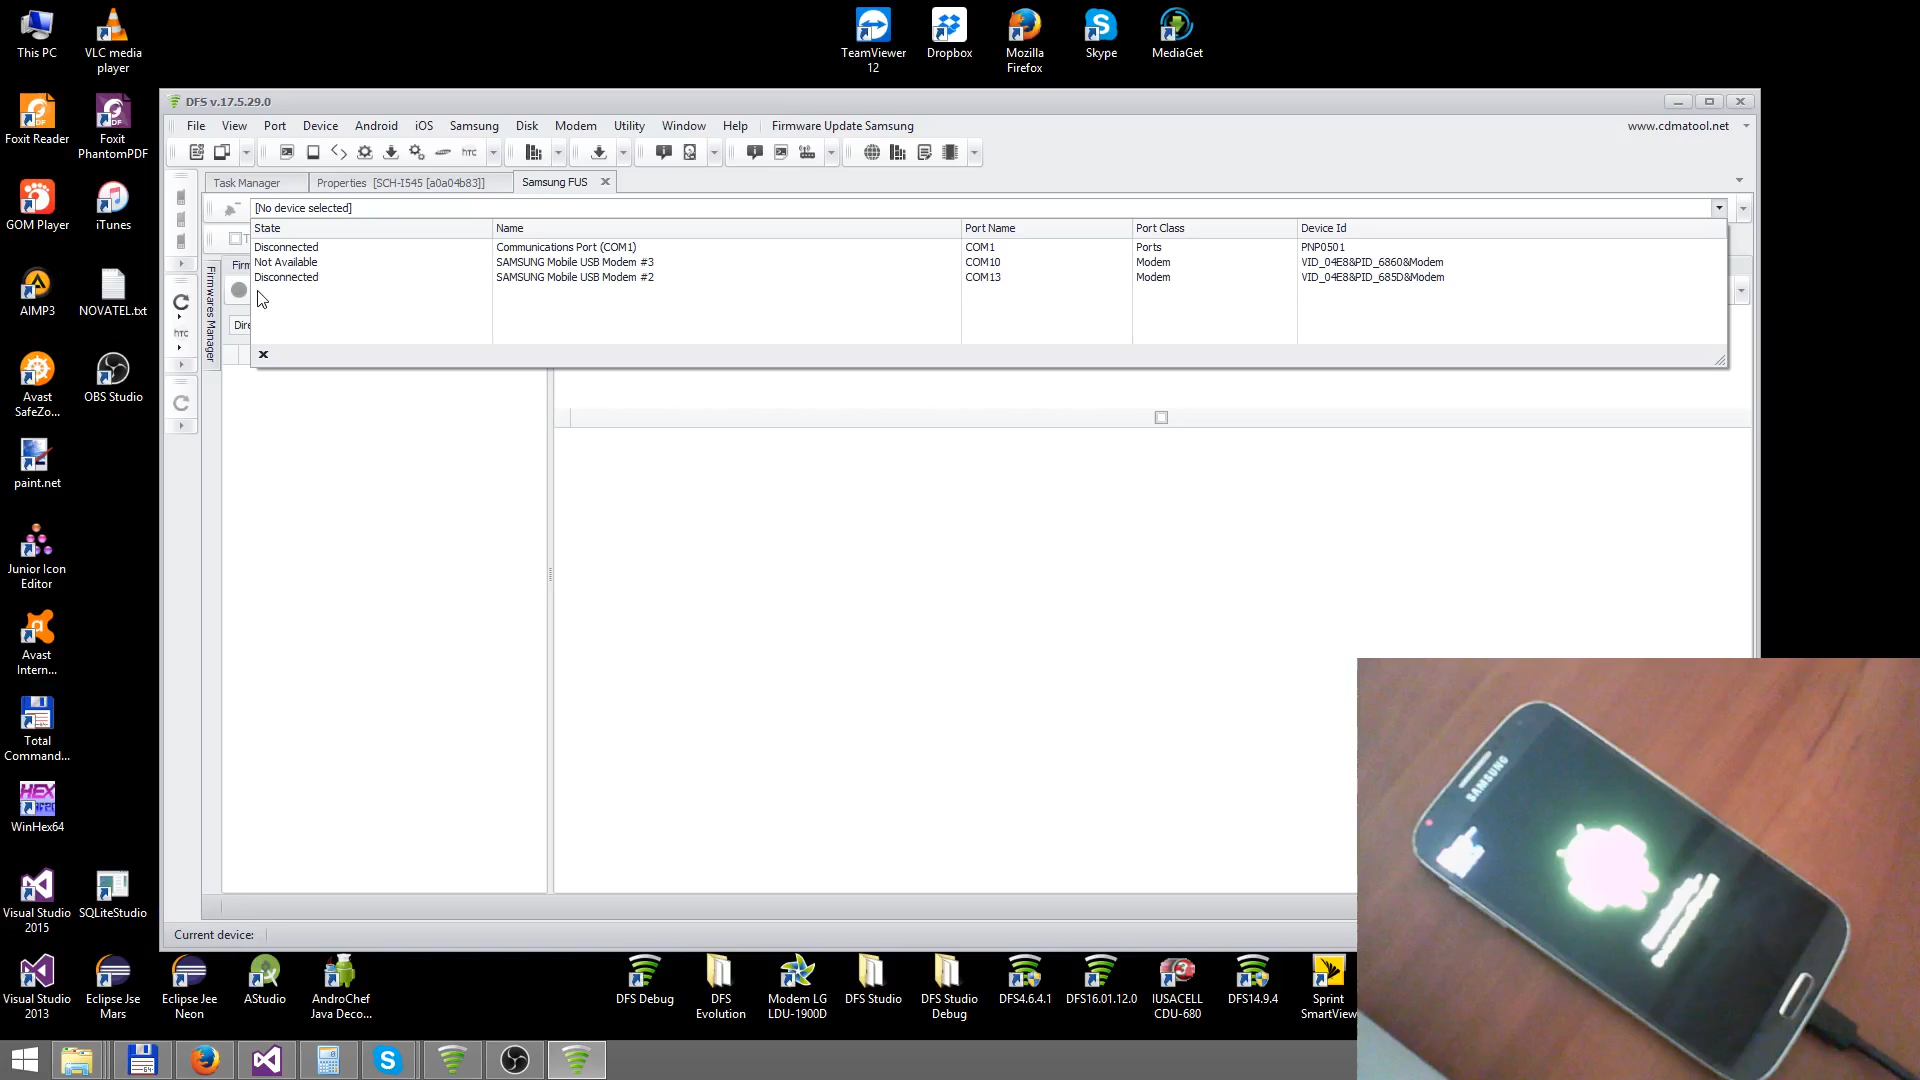 This PC
VLC media
player
TeamViewer
12
Dropbox
Mozilla
Firefox
Skype
MediaGet
Foxit Reader
Foxit
PhantomPDF
GOM Player
iTunes
AIMP3
NOVATEL.txt
Avast
SafeZo...
OBS Studio
paint.net
Junior Icon
Editor
Avast
Intern...
Total
Comman...
HEX
WinHex64
Visual Studio
2015
SQLiteStudio
Visual Studio
2013
Eclipse Jse
Mars
Eclipse Jee
Neon
AStudio
AndroChef
Java Deco...
DFS v.17.5.29.0
File View Port Device Android iOS Samsung Disk Modem Utility Window Help Firmware Update Samsung
www.cdmatool.net
htc
Task Manager
Properties [SCH-I545 [a0a04b83]]
Samsung FUS
[No device selected]
State Name Port Name Port Class Device Id
Disconnected Communications Port (COM1) COM1 Ports PNP0501
Not Available SAMSUNG Mobile USB Modem #3 COM10 Modem VID_04E8&PID_6860&Modem
Disconnected SAMSUNG Mobile USB Modem #2 COM13 Modem VID_04E8&PID_685D&Modem
Firm
Dire
htc
Firmwares Manager
Current device:
DFS Debug
DFS
Evolution
Modem LG
LDU-1900D
DFS Studio
DFS Studio
Debug
DFS4.6.4.1
DFS16.01.12.0
IUSACELL
CDU-680
DFS14.9.4
Sprint
SmartView
SAMSUNG